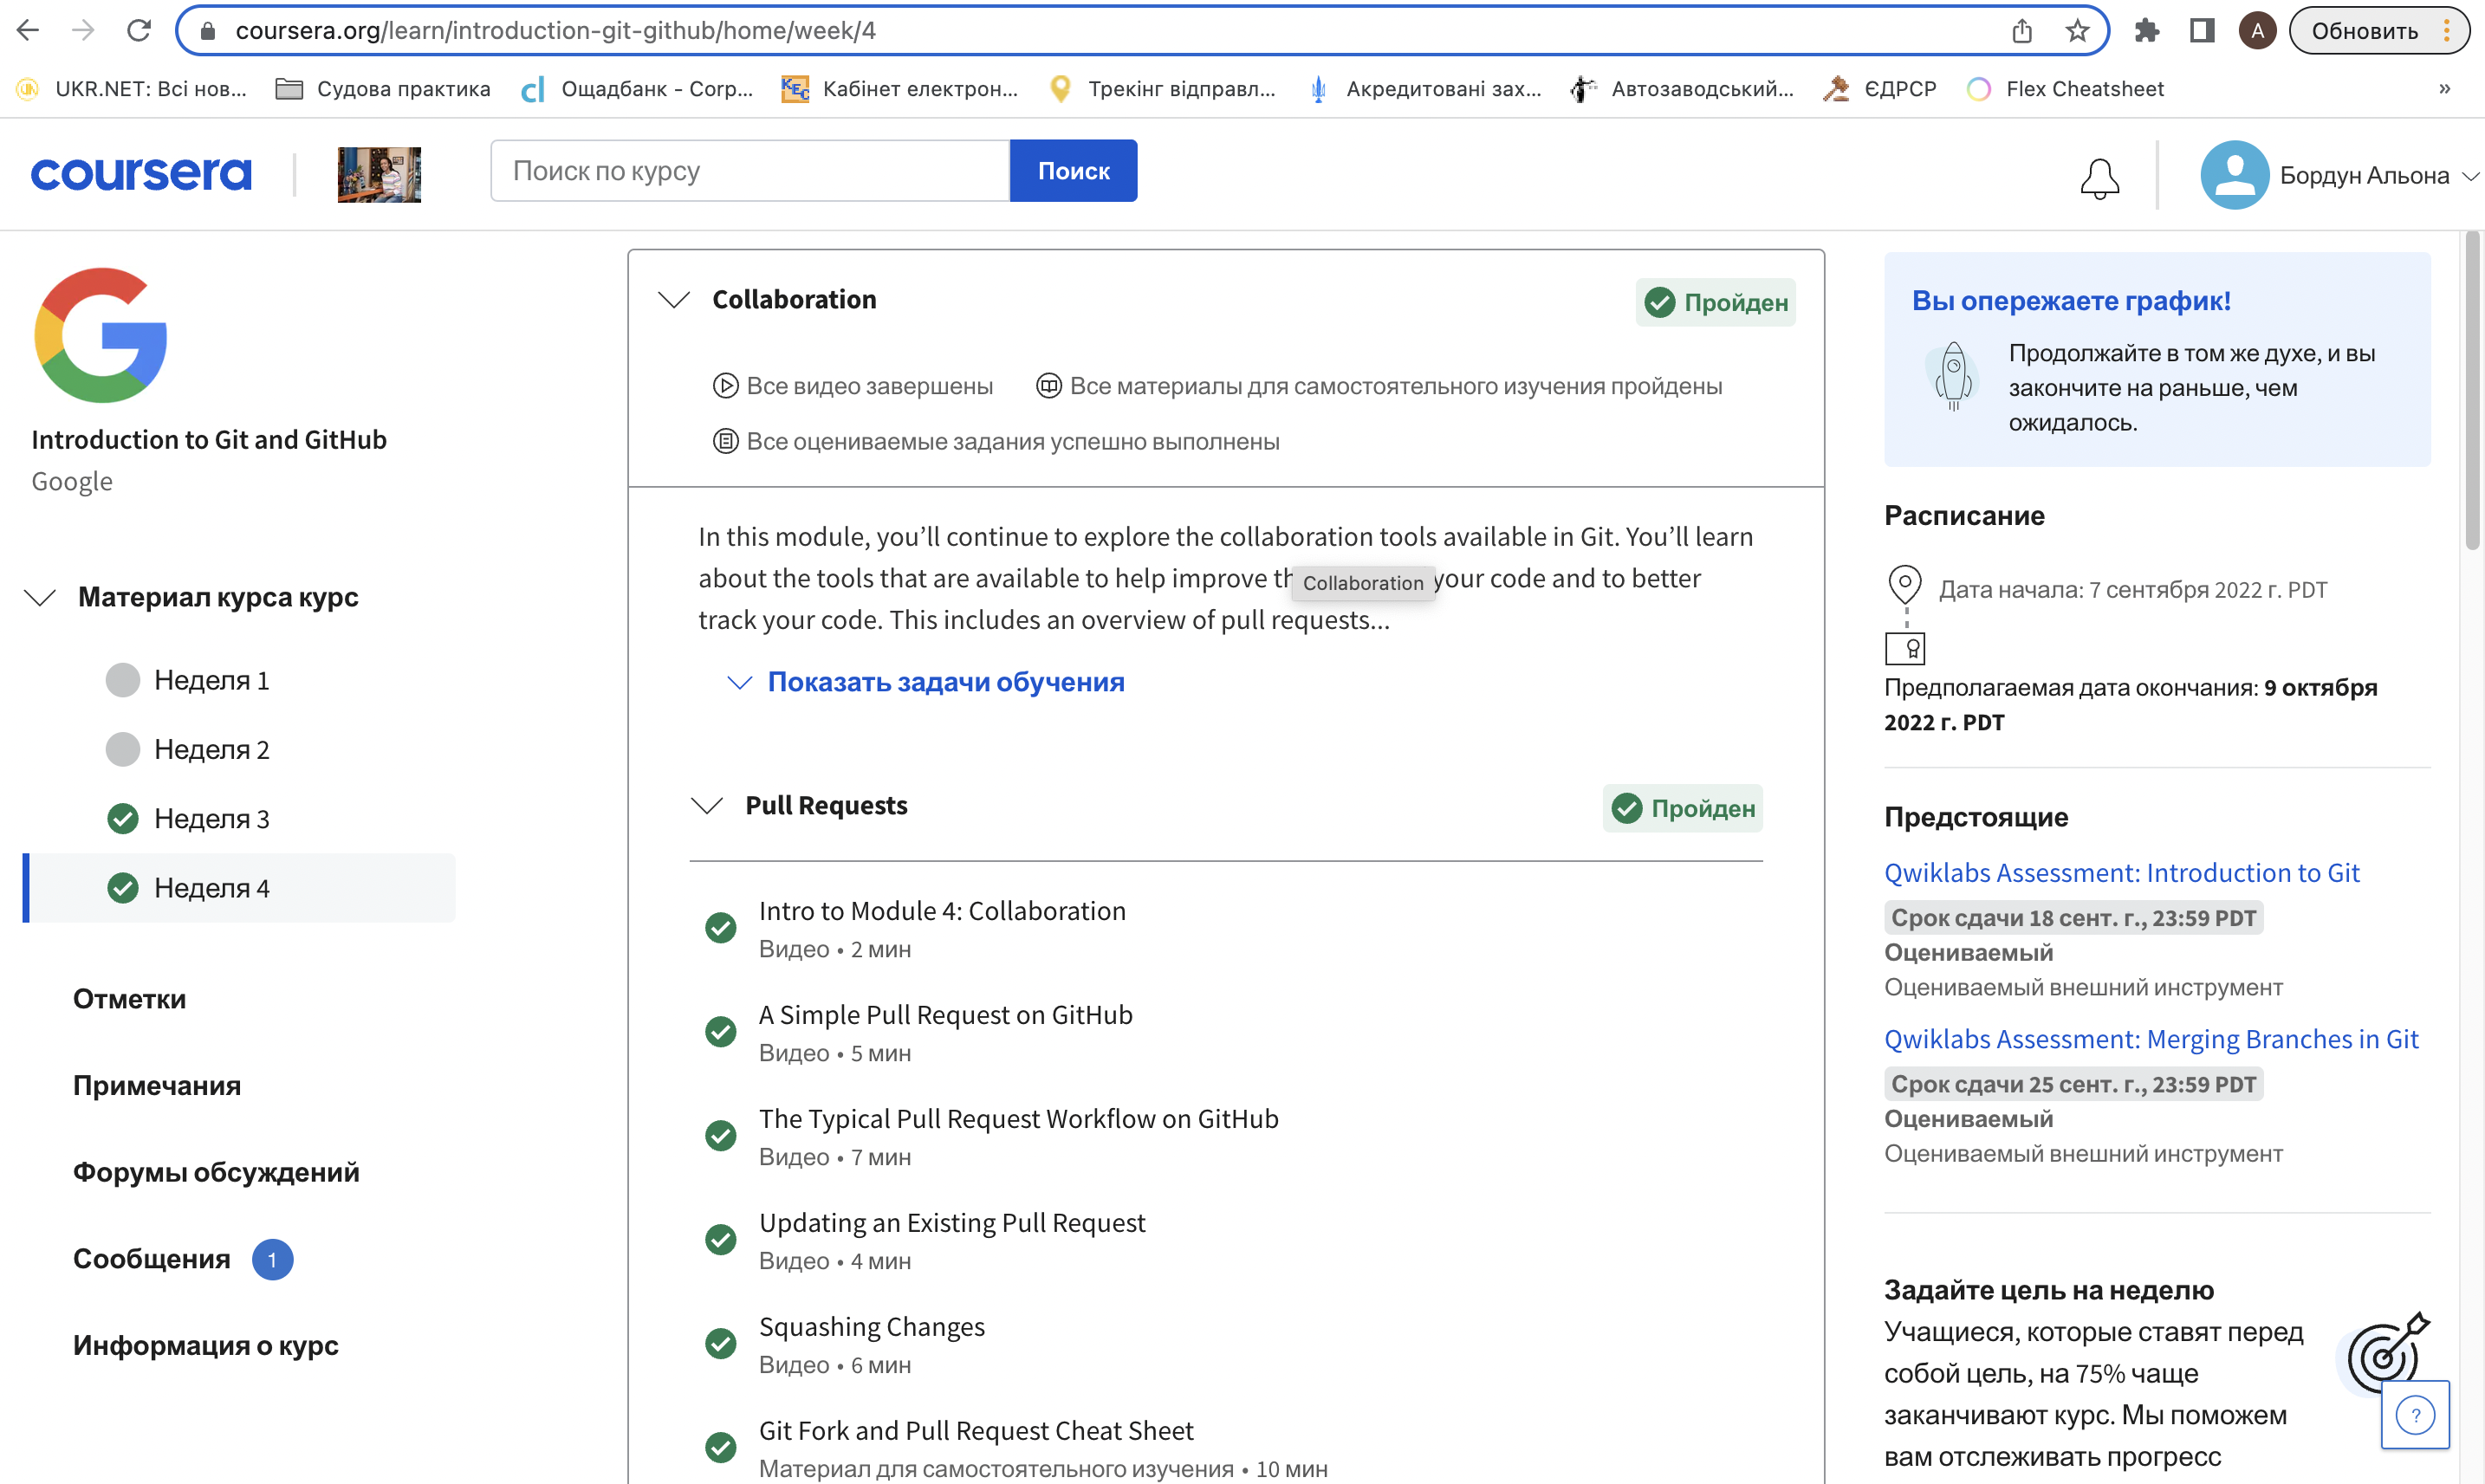 coursera.org/learn/introduction-git-github/home/week/4
A
Обновить
UKR.NET: Всі нов...
Судова практика
Ощадбанк - Corp...
Кабінет електрон...
Трекінг відправл...
Акредитовані зах...
Автозаводський...
ЄДРСР
Flex Cheatsheet
»
coursera
Поиск по курсу
Поиск
Бордун Альона
Introduction to Git and GitHub
Google
Материал курса курс
Неделя 1
Неделя 2
Неделя 3
Неделя 4
Отметки
Примечания
Форумы обсуждений
Сообщения 1
Информация о курс
Collaboration
Пройден
Все видео завершены
Все материалы для самостоятельного изучения пройдены
Все оцениваемые задания успешно выполнены
In this module, you’ll continue to explore the collaboration tools available in Git. You’ll learn
about the tools that are available to help improve th Collaboration your code and to better
track your code. This includes an overview of pull requests...
Показать задачи обучения
Pull Requests
Пройден
Intro to Module 4: Collaboration
Видео • 2 мин
A Simple Pull Request on GitHub
Видео • 5 мин
The Typical Pull Request Workflow on GitHub
Видео • 7 мин
Updating an Existing Pull Request
Видео • 4 мин
Squashing Changes
Видео • 6 мин
Git Fork and Pull Request Cheat Sheet
Материал для самостоятельного изучения • 10 мин
Вы опережаете график!
Продолжайте в том же духе, и вы
закончите на раньше, чем
ожидалось.
Расписание
Дата начала: 7 сентября 2022 г. PDT
Предполагаемая дата окончания: 9 октября
2022 г. PDT
Предстоящие
Qwiklabs Assessment: Introduction to Git
Срок сдачи 18 сент. г., 23:59 PDT
Оцениваемый
Оцениваемый внешний инструмент
Qwiklabs Assessment: Merging Branches in Git
Срок сдачи 25 сент. г., 23:59 PDT
Оцениваемый
Оцениваемый внешний инструмент
Задайте цель на неделю
Учащиеся, которые ставят перед
собой цель, на 75% чаще
заканчивают курс. Мы поможем
вам отслеживать прогресс
?